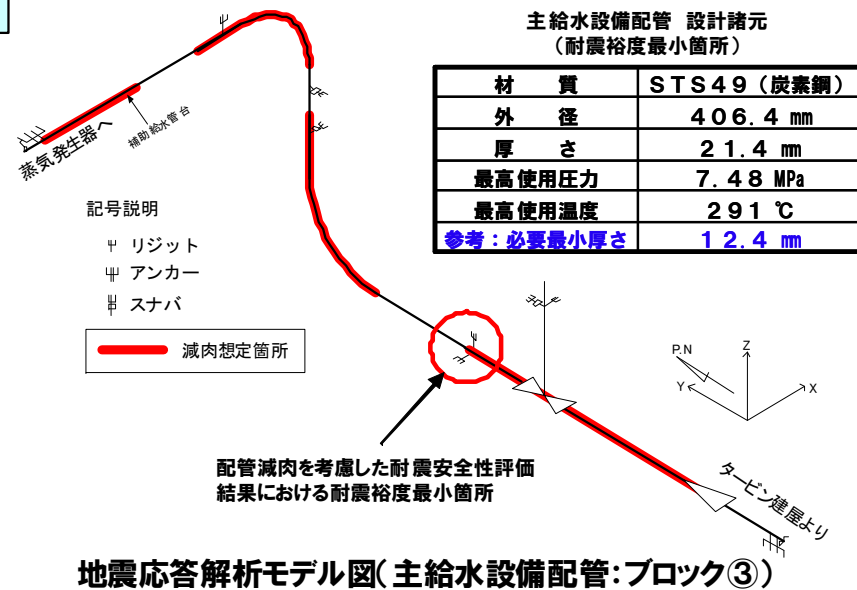 主給水設備配管 設計諸元
（耐震裕度最小箇所）
材　質 ＳＴＳ４９（炭素鋼）
外　径 ４０６.４ mm
厚　さ ２１.４ mm
最高使用圧力 ７.４８ MPa
最高使用温度 ２９１ ℃
参考：必要最小厚さ １２.４ mm
蒸気発生器へ
補助給水管台
記号説明
リジット
アンカー
スナバ
減肉想定箇所
P.N
Z
Y
X
配管減肉を考慮した耐震安全性評価
結果における耐震裕度最小箇所
タービン建屋より
地震応答解析モデル図(主給水設備配管:ブロック③)